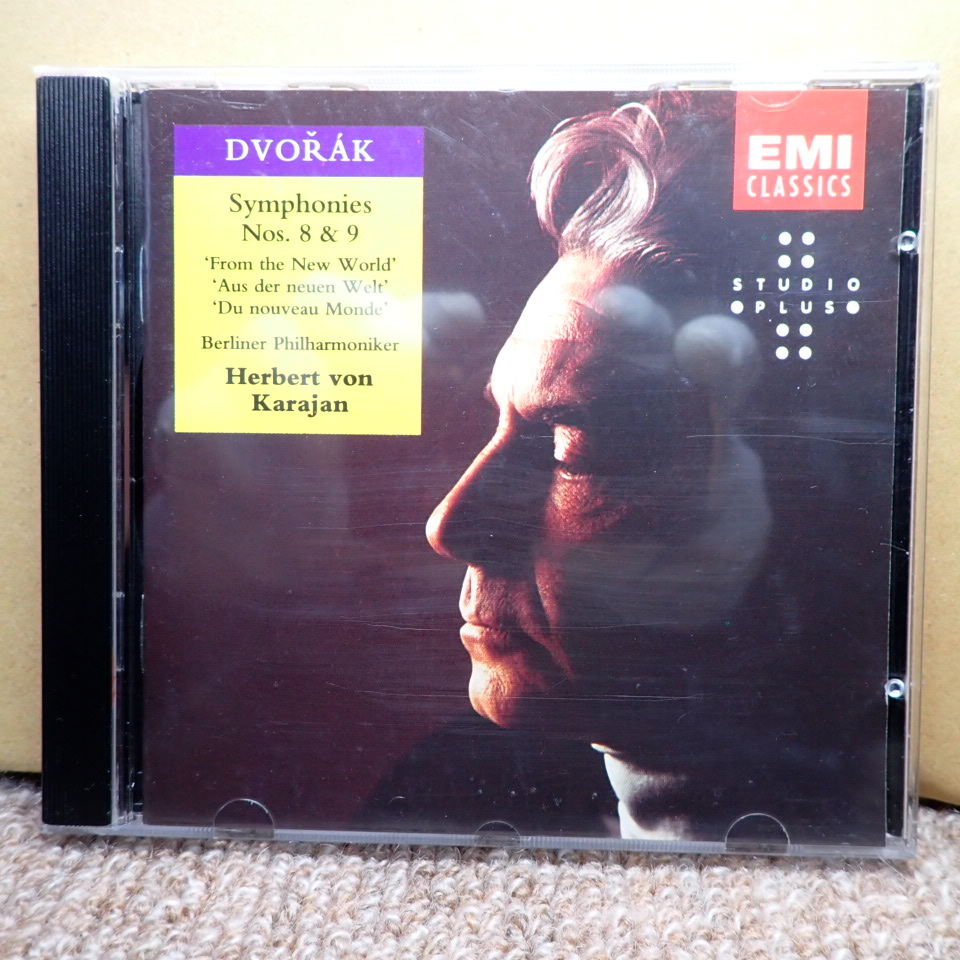 DVOŘÁK
Symphonies
Nos. 8 & 9
‘From the New World’
‘Aus der neuen Welt’
‘Du nouveau Monde’
Berliner Philharmoniker
Herbert von
Karajan
EMI
CLASSICS
STUDIO
PLUS